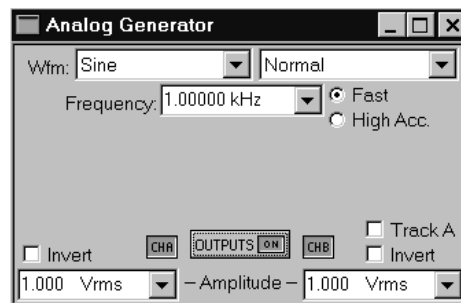 Analog Generator
Wfm: Sine Normal
Frequency: 1.00000 kHz Fast
High Acc.
Track A
Invert CHA OUTPUTS ON CHB Invert
1.000 Vrms – Amplitude – 1.000 Vrms